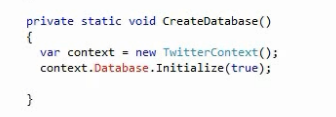 private static void CreateDatabase()
{
var context = new TwitterContext();
context.Database.Initialize(true);
}